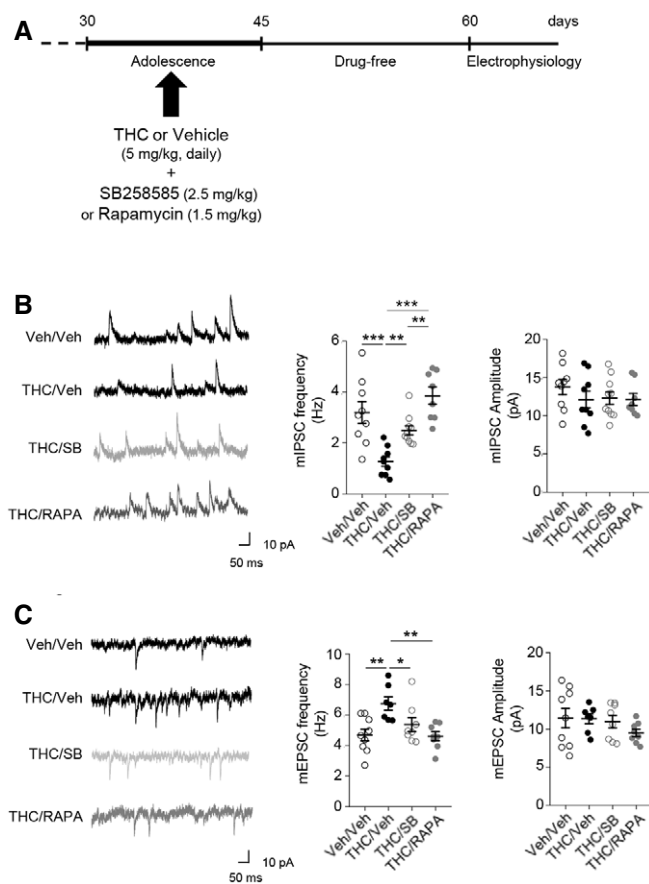 A
30 45 60 days
Adolescence Drug-free Electrophysiology
THC or Vehicle
(5 mg/kg, daily)
+
SB258585 (2.5 mg/kg)
or Rapamycin (1.5 mg/kg)
B
Veh/Veh
THC/Veh
THC/SB
THC/RAPA
10 pA
50 ms
mIPSC frequency
(Hz)
6
4
2
0
***
*** ** **
Veh/Veh
THC/Veh
THC/SB
THC/RAPA
mIPSC Amplitude
(pA)
20
15
10
5
0
Veh/Veh
THC/Veh
THC/SB
THC/RAPA
C
Veh/Veh
THC/Veh
THC/SB
THC/RAPA
10 pA
50 ms
mEPSC frequency
(Hz)
10
8
6
4
2
0
**
** *
Veh/Veh
THC/Veh
THC/SB
THC/RAPA
mEPSC Amplitude
(pA)
20
15
10
5
0
Veh/Veh
THC/Veh
THC/SB
THC/RAPA